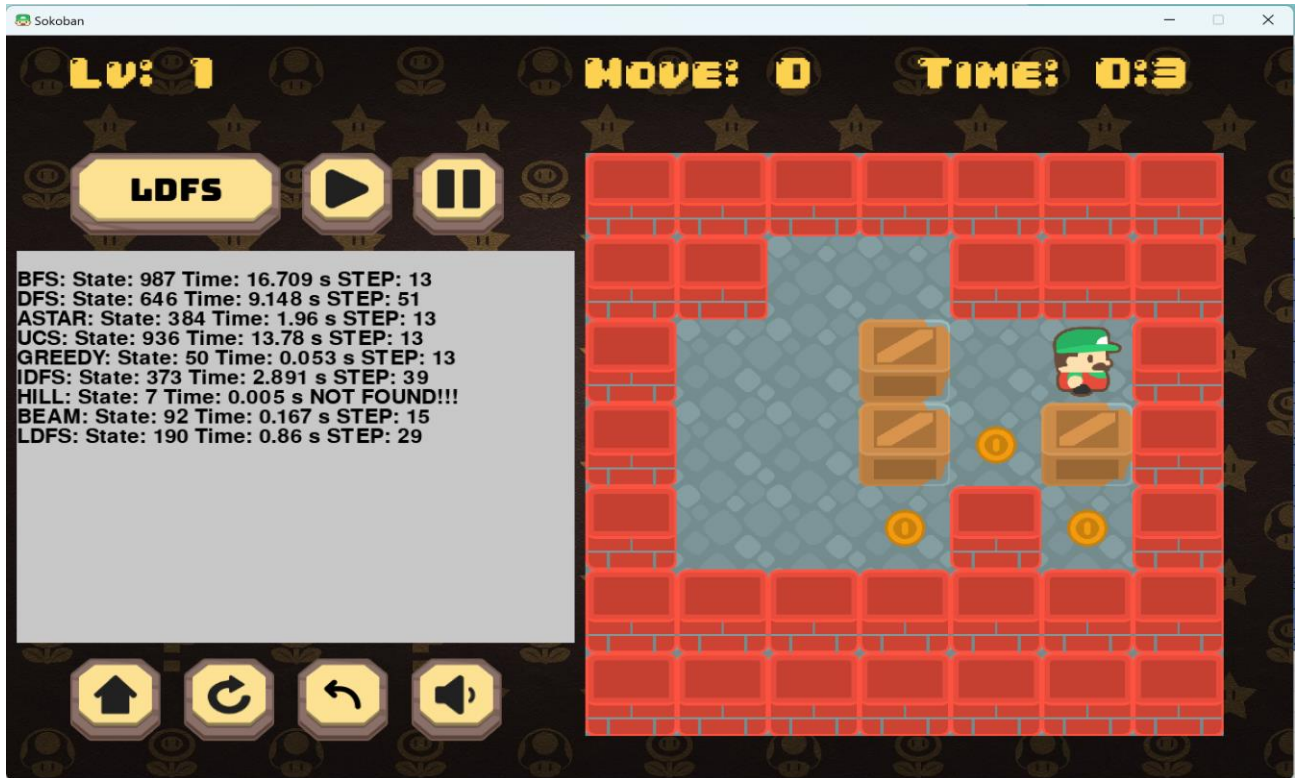 Sokoban
Lv: 1 Move: 0 Time: 0:3
LDFS
BFS: State: 987 Time: 16.709 s STEP: 13
DFS: State: 646 Time: 9.148 s STEP: 51
ASTAR: State: 384 Time: 1.96 s STEP: 13
UCS: State: 936 Time: 13.78 s STEP: 13
GREEDY: State: 50 Time: 0.053 s STEP: 13
IDFS: State: 373 Time: 2.891 s STEP: 39
HILL: State: 7 Time: 0.005 s NOT FOUND!!!
BEAM: State: 92 Time: 0.167 s STEP: 15
LDFS: State: 190 Time: 0.86 s STEP: 29